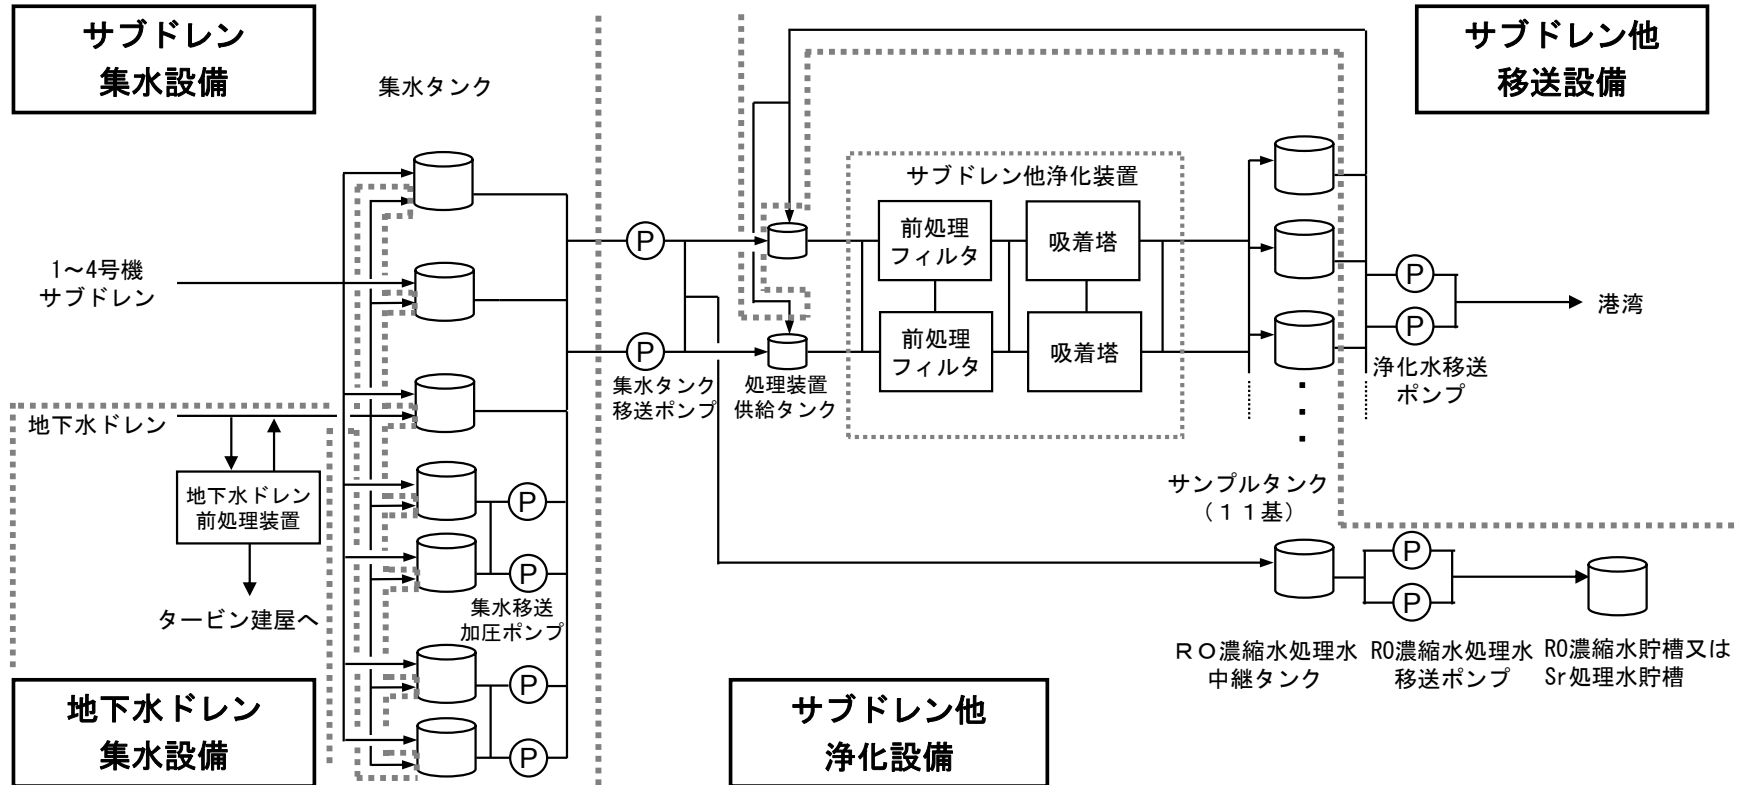 サブドレン
集水設備
サブドレン他
移送設備
集水タンク
サブドレン他浄化装置
前処理
フィルタ
吸着塔
P
1～4号機
サブドレン
P
港湾
P
前処理
フィルタ
吸着塔
P
浄化水移送
ポンプ
集水タンク
移送ポンプ
処理装置
供給タンク
地下水ドレン
地下水ドレン
前処理装置
P
サンプルタンク
（１１基）
P
P
P
タービン建屋へ
集水移送
加圧ポンプ
ＲＯ濃縮水処理水
中継タンク
RO濃縮水処理水
移送ポンプ
RO濃縮水貯槽又は
Sr処理水貯槽
P
P
地下水ドレン
集水設備
サブドレン他
浄化設備